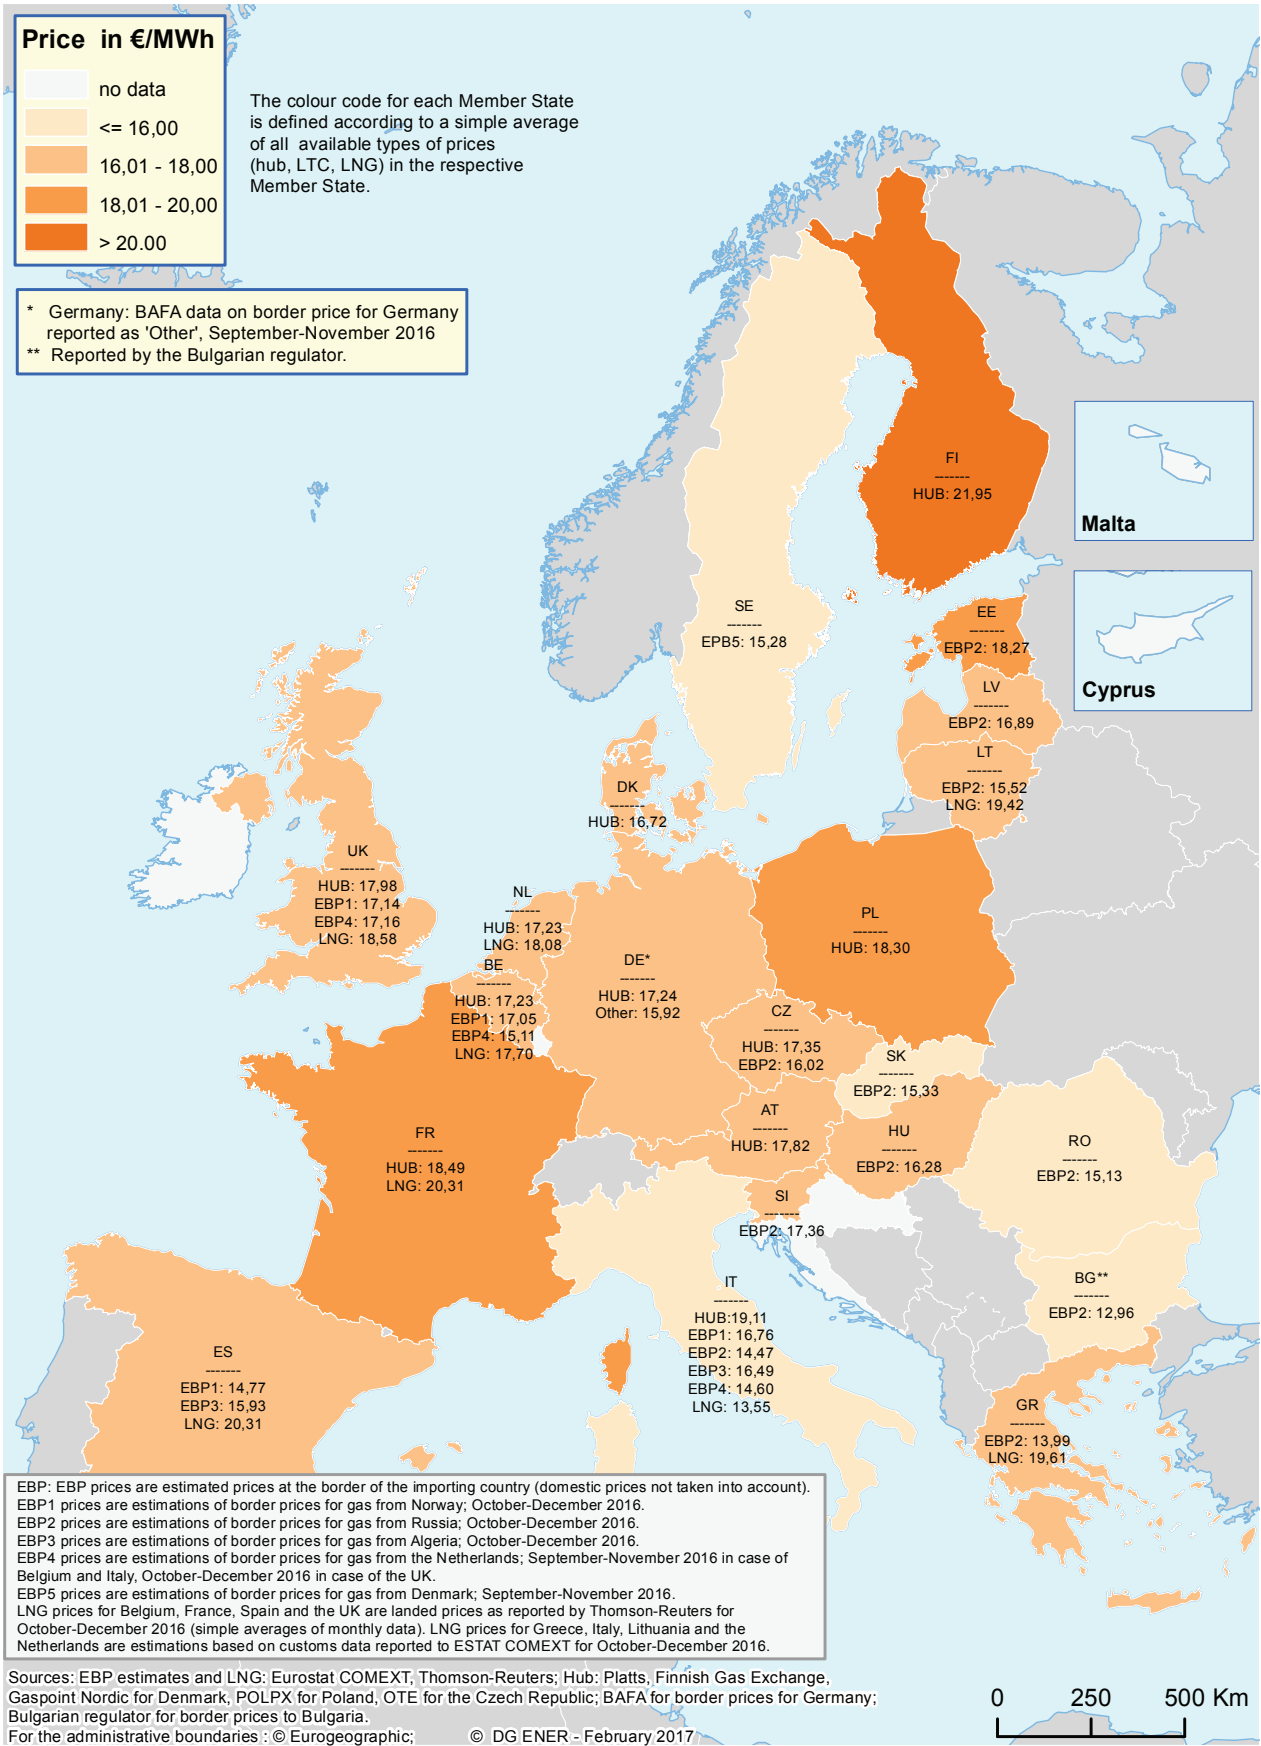 Price in €/MWh
no data
<= 16,00
16,01 - 18,00
18,01 - 20,00
> 20.00
The colour code for each Member State
is defined according to a simple average
of all available types of prices
(hub, LTC, LNG) in the respective
Member State.
* Germany: BAFA data on border price for Germany
reported as 'Other', September-November 2016
** Reported by the Bulgarian regulator.
Malta
Cyprus
FI
-------
HUB: 21,95
SE
-------
EPB5: 15,28
EE
-------
EBP2: 18,27
LV
-------
EBP2: 16,89
LT
-------
EBP2: 15,52
LNG: 19,42
DK
-------
HUB: 16,72
UK
-------
HUB: 17,98
EBP1: 17,14
EBP4: 17,16
LNG: 18,58
NL
-------
HUB: 17,23
LNG: 18,08
BE
-------
HUB: 17,23
EBP1: 17,05
EBP4: 15,11
LNG: 17,70
DE*
-------
HUB: 17,24
Other: 15,92
PL
-------
HUB: 18,30
CZ
-------
HUB: 17,35
EBP2: 16,02
SK
-------
EBP2: 15,33
AT
-------
HUB: 17,82
HU
-------
EBP2: 16,28
FR
-------
HUB: 18,49
LNG: 20,31
RO
-------
EBP2: 15,13
SI
-------
EBP2: 17,36
IT
-------
HUB:19,11
EBP1: 16,76
EBP2: 14,47
EBP3: 16,49
EBP4: 14,60
LNG: 13,55
BG**
-------
EBP2: 12,96
ES
-------
EBP1: 14,77
EBP3: 15,93
LNG: 20,31
GR
-------
EBP2: 13,99
LNG: 19,61
EBP: EBP prices are estimated prices at the border of the importing country (domestic prices not taken into account).
EBP1 prices are estimations of border prices for gas from Norway; October-December 2016.
EBP2 prices are estimations of border prices for gas from Russia; October-December 2016.
EBP3 prices are estimations of border prices for gas from Algeria; October-December 2016.
EBP4 prices are estimations of border prices for gas from the Netherlands; September-November 2016 in case of
Belgium and Italy, October-December 2016 in case of the UK.
EBP5 prices are estimations of border prices for gas from Denmark; September-November 2016.
LNG prices for Belgium, France, Spain and the UK are landed prices as reported by Thomson-Reuters for
October-December 2016 (simple averages of monthly data). LNG prices for Greece, Italy, Lithuania and the
Netherlands are estimations based on customs data reported to ESTAT COMEXT for October-December 2016.
Sources: EBP estimates and LNG: Eurostat COMEXT, Thomson-Reuters; Hub: Platts, Finnish Gas Exchange,
Gaspoint Nordic for Denmark, POLPX for Poland, OTE for the Czech Republic; BAFA for border prices for Germany;
Bulgarian regulator for border prices to Bulgaria.
For the administrative boundaries : © Eurogeographic; © DG ENER - February 2017
0 250 500 Km